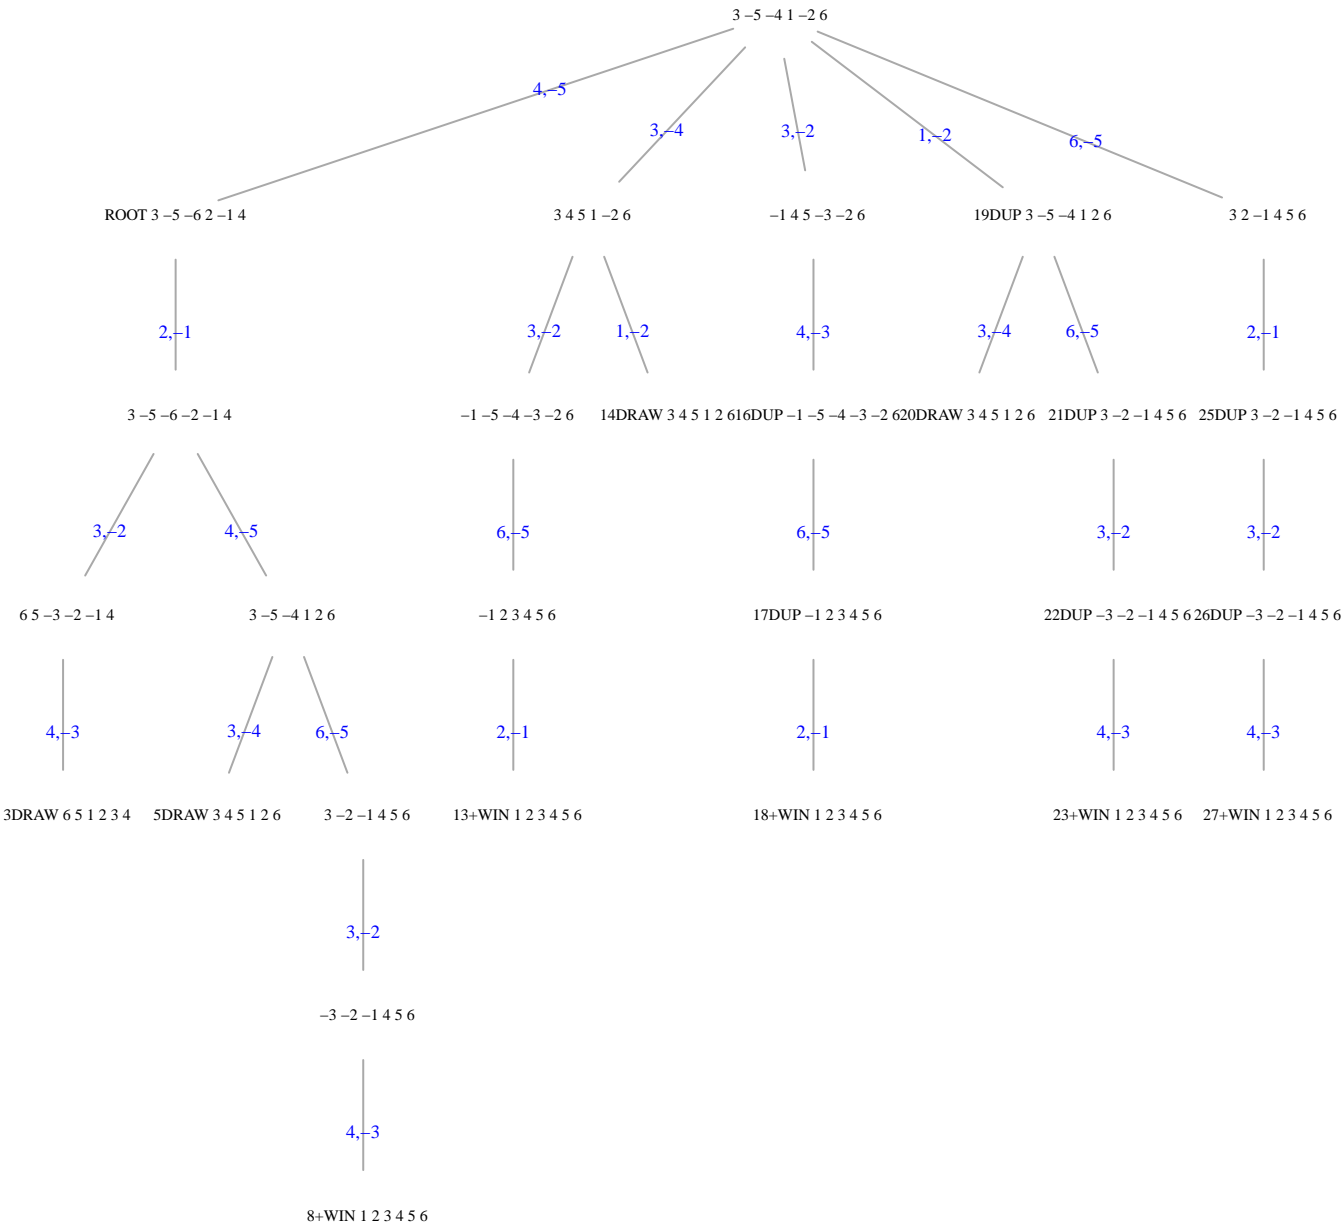 3 –5 –4 1 –2 6
4,–5
3,–4
3,–2
1,–2
6,–5
ROOT 3 –5 –6 2 –1 4
3 4 5 1 –2 6
–1 4 5 –3 –2 6
19DUP 3 –5 –4 1 2 6
3 2 –1 4 5 6
2,–1
3,–2
1,–2
4,–3
3,–4
6,–5
2,–1
3 –5 –6 –2 –1 4
–1 –5 –4 –3 –2 6
14DRAW 3 4 5 1 2 6
16DUP –1 –5 –4 –3 –2 6
20DRAW 3 4 5 1 2 6
21DUP 3 –2 –1 4 5 6
25DUP 3 –2 –1 4 5 6
3,–2
4,–5
6,–5
6,–5
3,–2
3,–2
6 5 –3 –2 –1 4
3 –5 –4 1 2 6
–1 2 3 4 5 6
17DUP –1 2 3 4 5 6
22DUP –3 –2 –1 4 5 6
26DUP –3 –2 –1 4 5 6
4,–3
3,–4
6,–5
2,–1
2,–1
4,–3
4,–3
3DRAW 6 5 1 2 3 4
5DRAW 3 4 5 1 2 6
3 –2 –1 4 5 6
13+WIN 1 2 3 4 5 6
18+WIN 1 2 3 4 5 6
23+WIN 1 2 3 4 5 6
27+WIN 1 2 3 4 5 6
3,–2
–3 –2 –1 4 5 6
4,–3
8+WIN 1 2 3 4 5 6